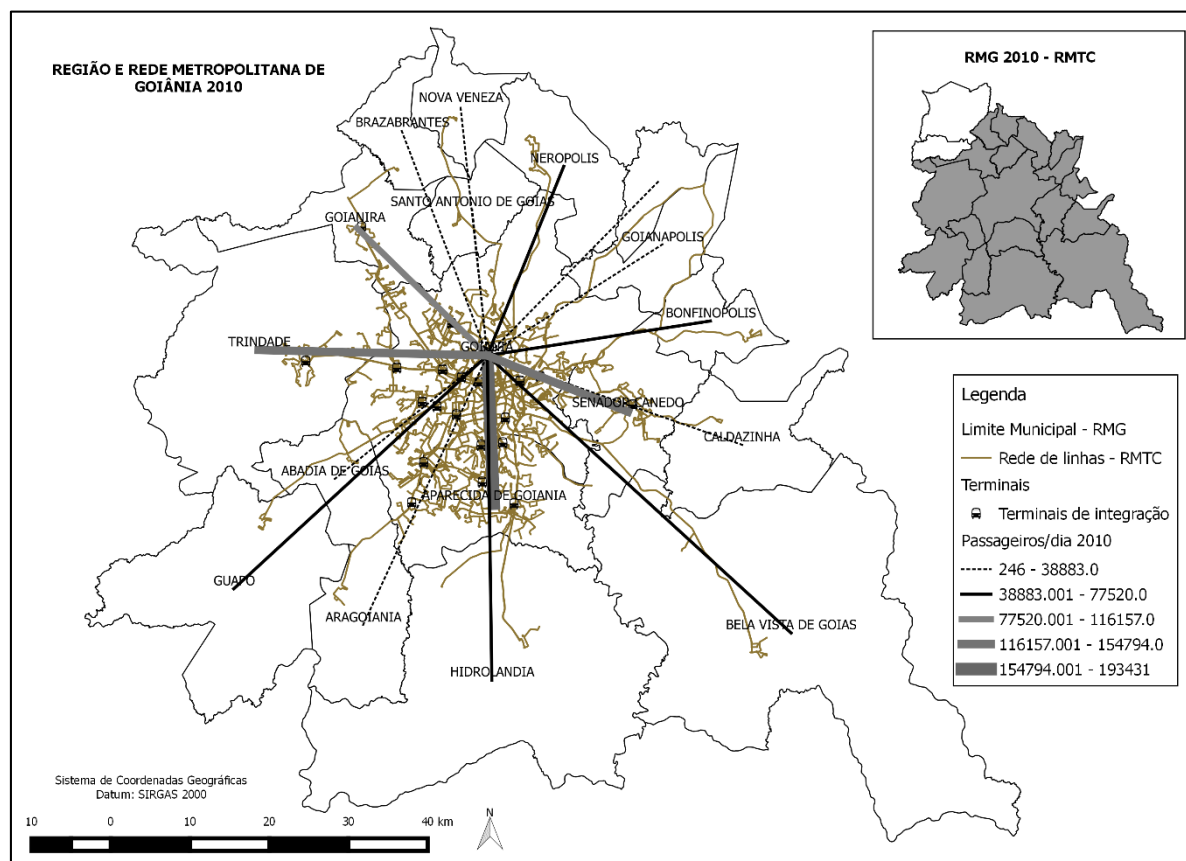 REGIÃO E REDE METROPOLITANA DE
GOIÂNIA 2010
RMG 2010 - RMTC
NOVA VENEZA
BRAZABRANTES
NEROPOLIS
SANTO ANTONIO DE GOIAS
GOIANIRA
GOIANAPOLIS
BONFINOPOLIS
TRINDADE
GOIANIA
SENADOR CANEDO
CALDAZINHA
ABADIA DE GOIAS
APARECIDA DE GOIANIA
GUAPO
ARAGOIANIA
BELA VISTA DE GOIAS
HIDROLANDIA
Legenda
Limite Municipal - RMG
Rede de linhas - RMTC
Terminais
Terminais de integração
Passageiros/dia 2010
246 - 38883.0
38883.001 - 77520.0
77520.001 - 116157.0
116157.001 - 154794.0
154794.001 - 193431
Sistema de Coordenadas Geográficas
Datum: SIRGAS 2000
N
10 0 10 20 30 40 km